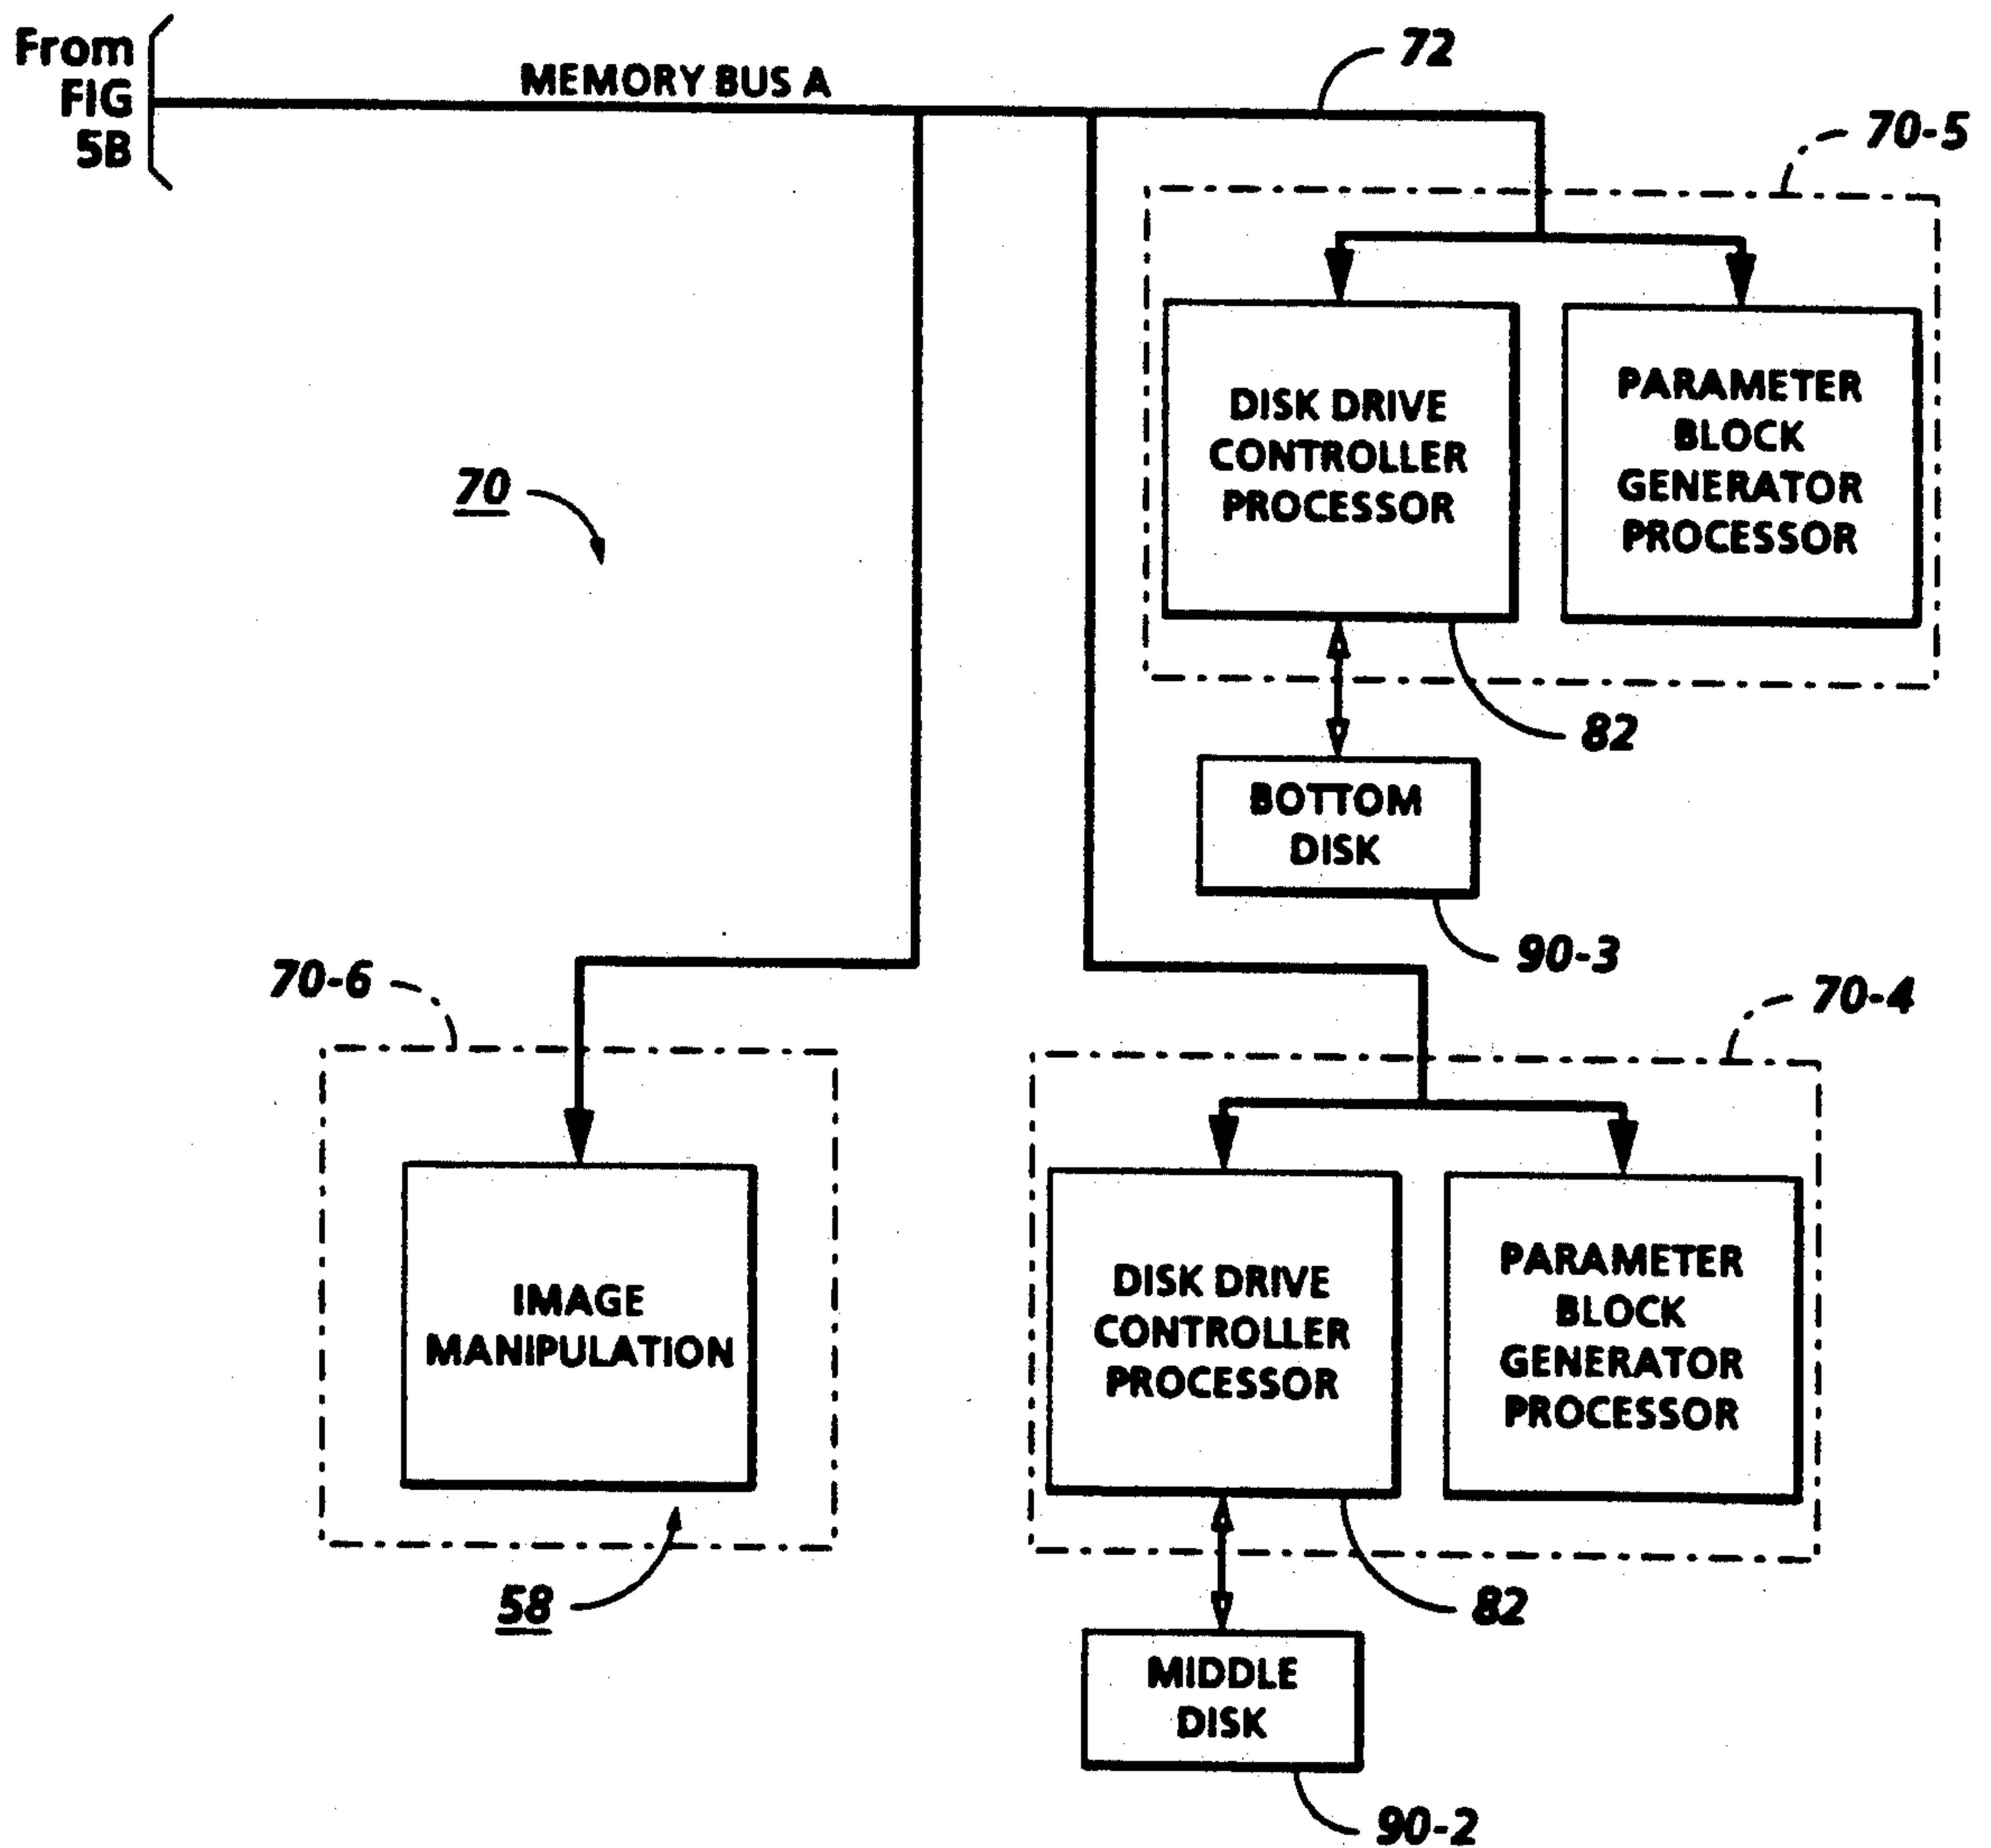 From
FIG
5B
MEMORY BUS A
72
70-5
DISK DRIVE
CONTROLLER
PROCESSOR
PARAMETER
BLOCK
GENERATOR
PROCESSOR
70
82
BOTTOM
DISK
90-3
70-6
70-4
IMAGE
MANIPULATION
DISK DRIVE
CONTROLLER
PROCESSOR
PARAMETER
BLOCK
GENERATOR
PROCESSOR
58
82
MIDDLE
DISK
90-2